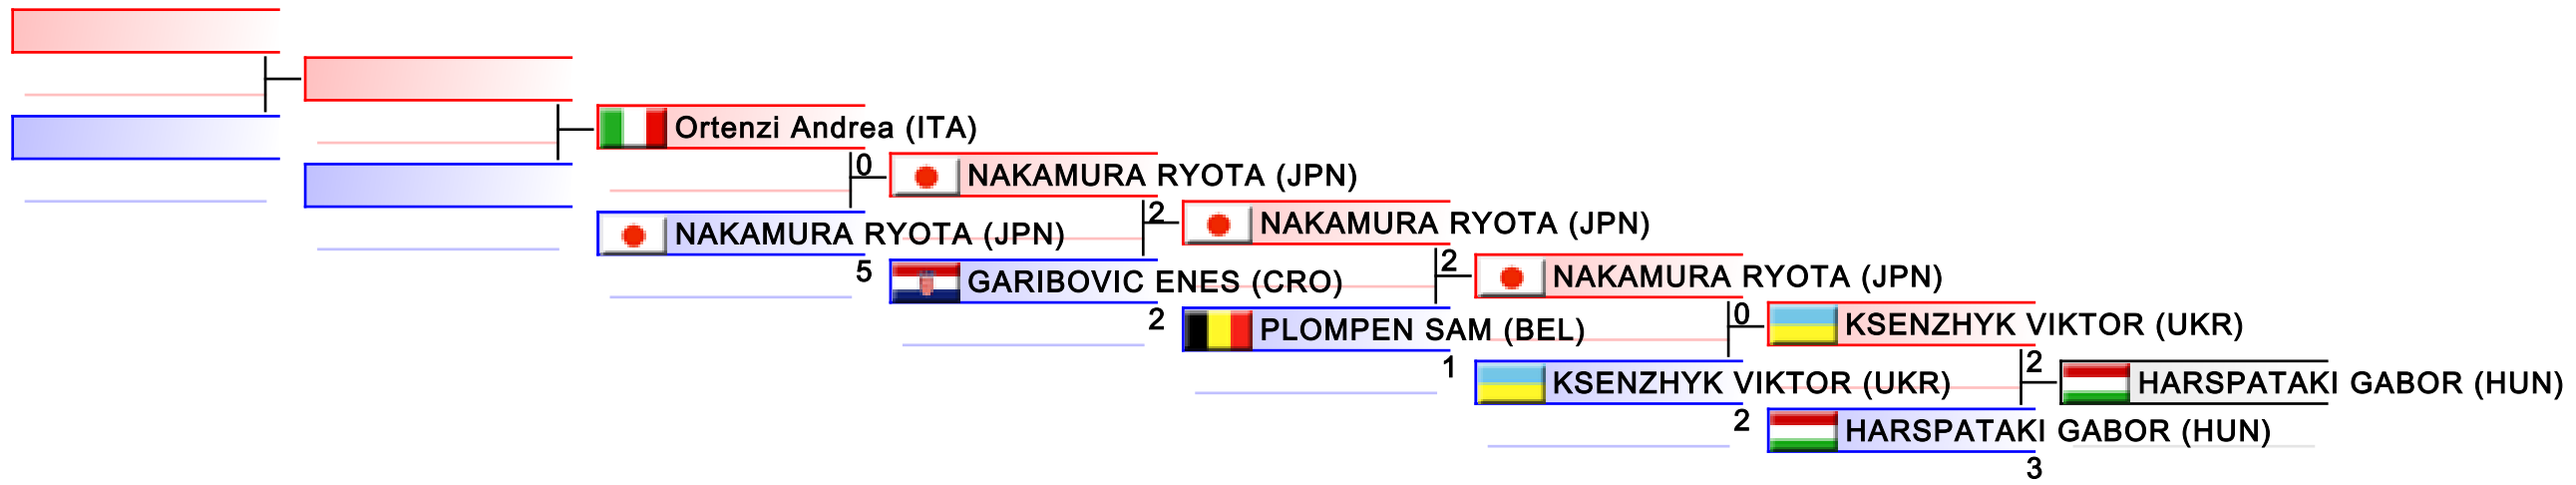 Ortenzi Andrea (ITA)
0
NAKAMURA RYOTA (JPN)
NAKAMURA RYOTA (JPN)
5
2
GARIBOVIC ENES (CRO)
2
NAKAMURA RYOTA (JPN)
PLOMPEN SAM (BEL)
2
1
NAKAMURA RYOTA (JPN)
KSENZHYK VIKTOR (UKR)
0
2
KSENZHYK VIKTOR (UKR)
HARSPATAKI GABOR (HUN)
2
3
HARSPATAKI GABOR (HUN)